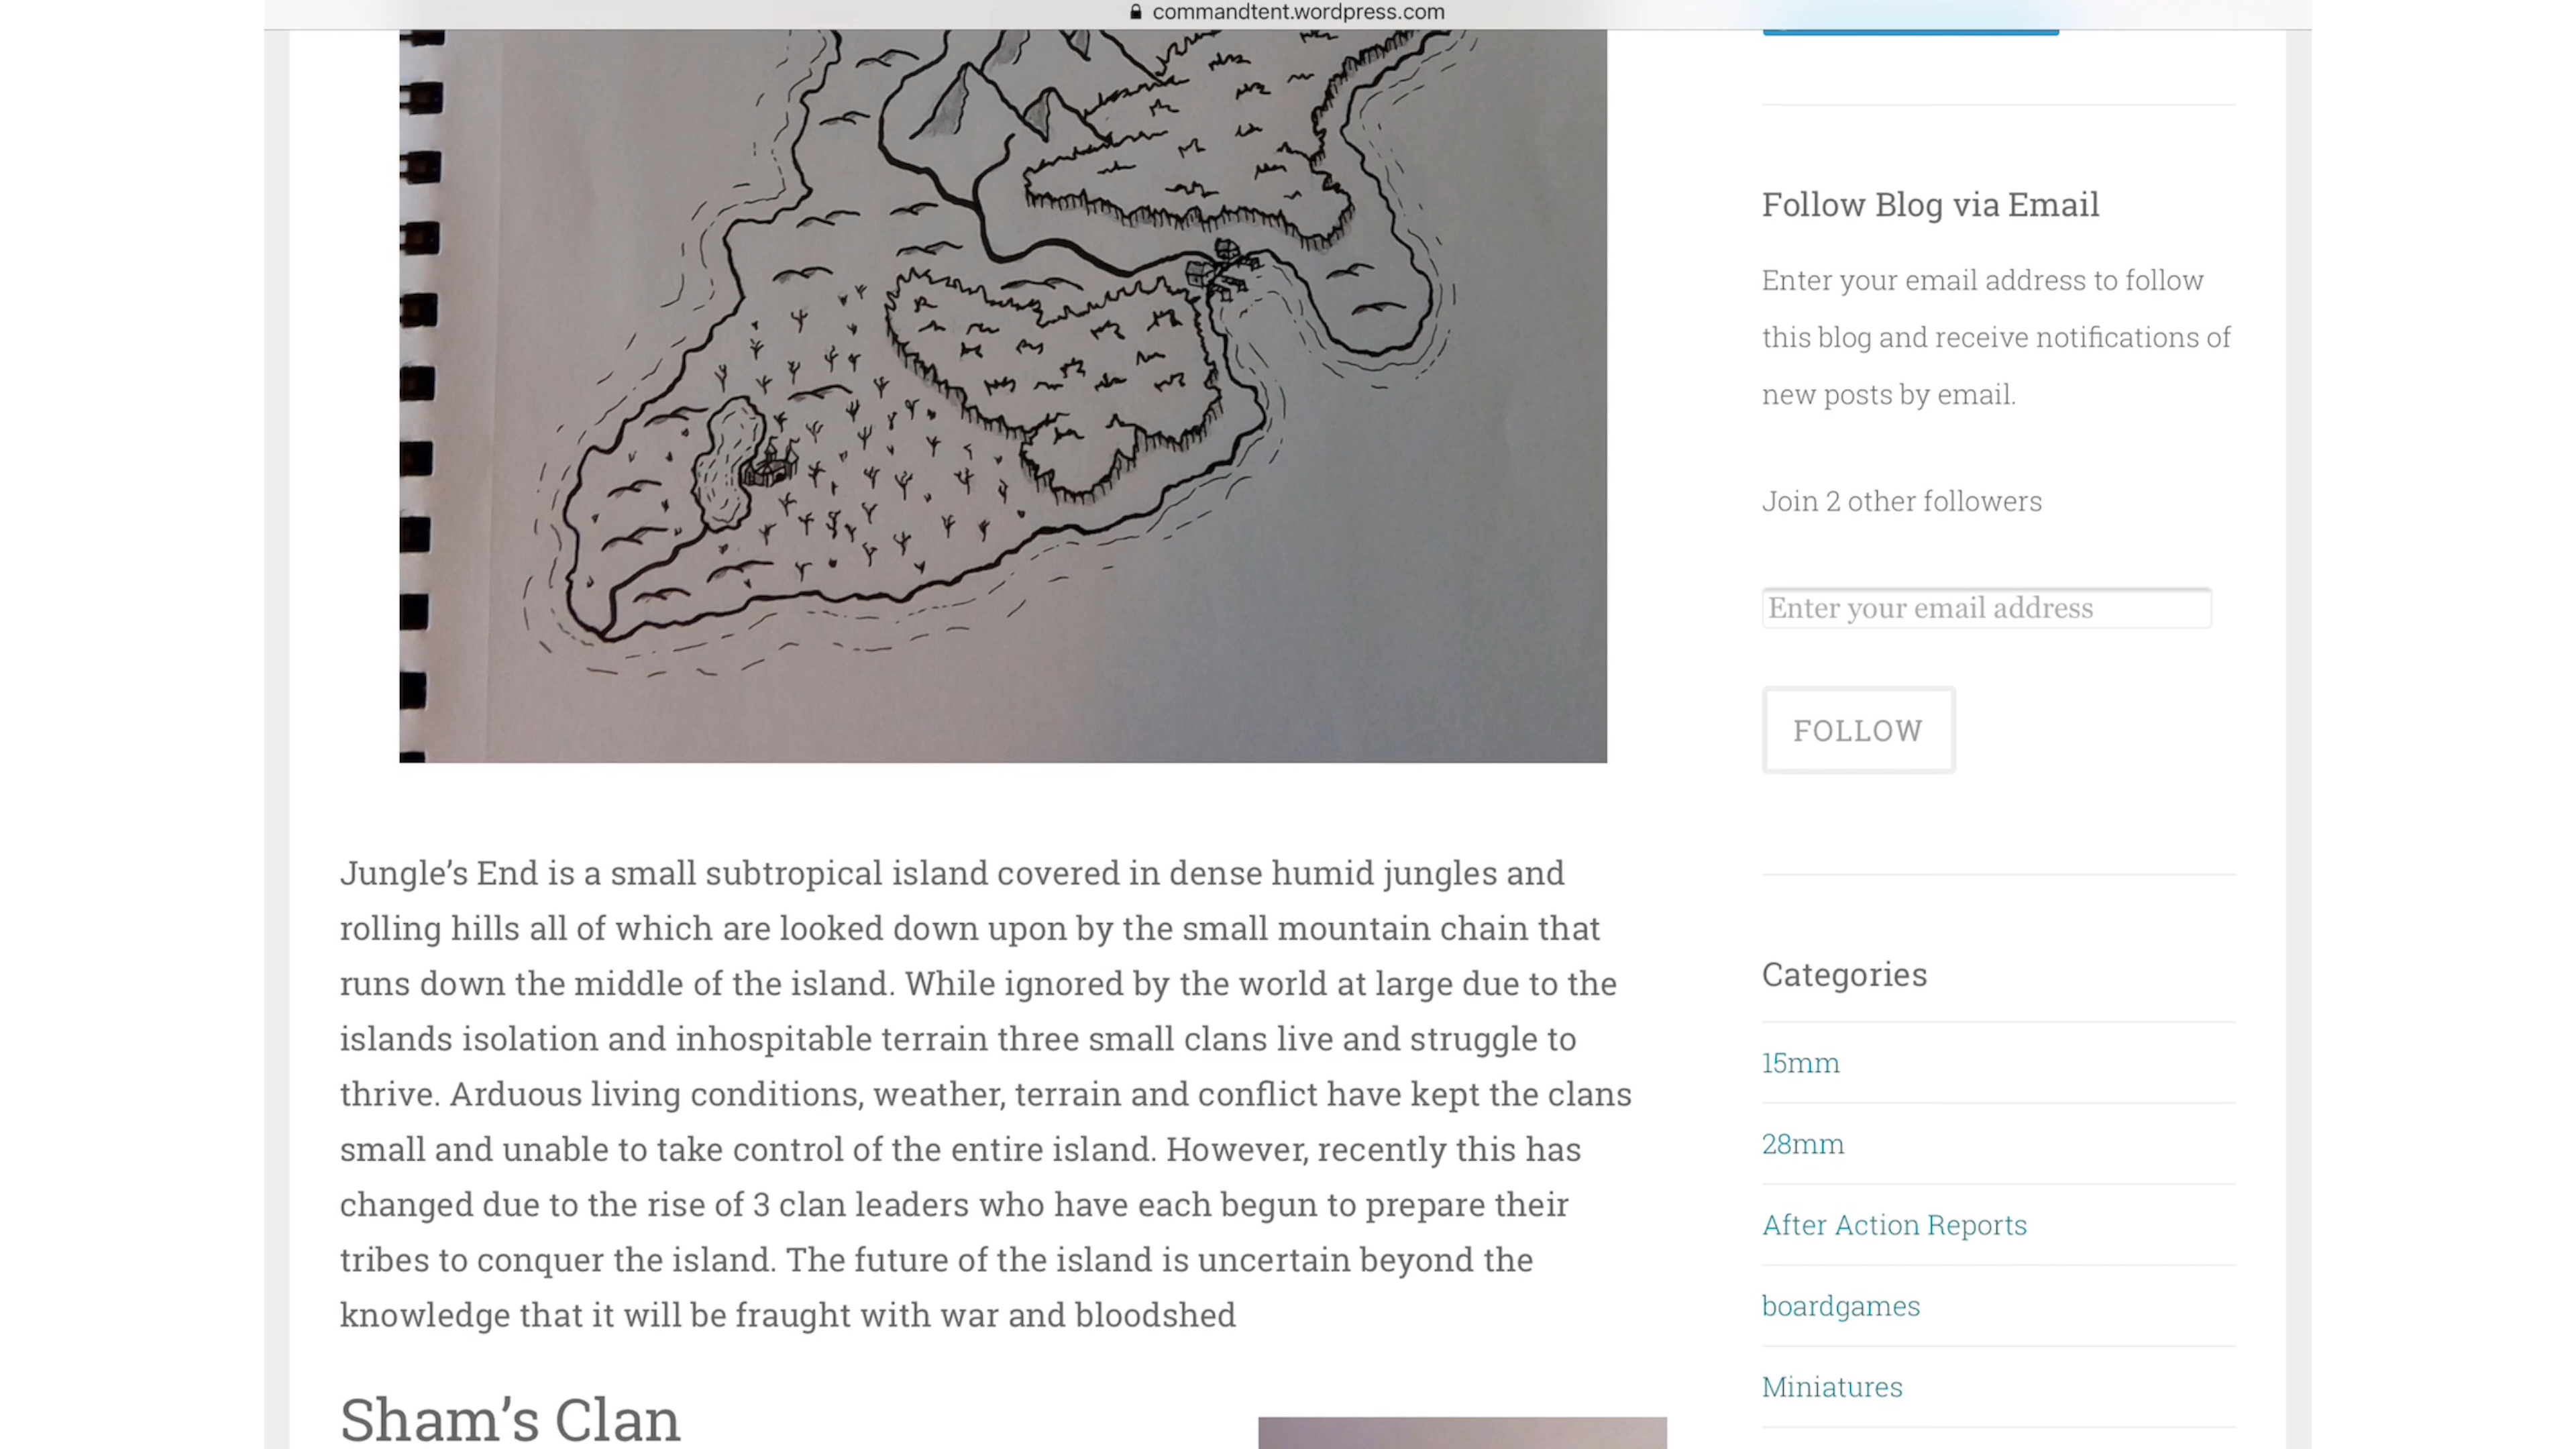 commandtent.wordpress.com
Jungle’s End is a small subtropical island covered in dense humid jungles and
rolling hills all of which are looked down upon by the small mountain chain that
runs down the middle of the island. While ignored by the world at large due to the
islands isolation and inhospitable terrain three small clans live and struggle to
thrive. Arduous living conditions, weather, terrain and conflict have kept the clans
small and unable to take control of the entire island. However, recently this has
changed due to the rise of 3 clan leaders who have each begun to prepare their
tribes to conquer the island. The future of the island is uncertain beyond the
knowledge that it will be fraught with war and bloodshed
Sham’s Clan
Follow Blog via Email
Enter your email address to follow
this blog and receive notifications of
new posts by email.
Join 2 other followers
Enter your email address
FOLLOW
Categories
15mm
28mm
After Action Reports
boardgames
Miniatures